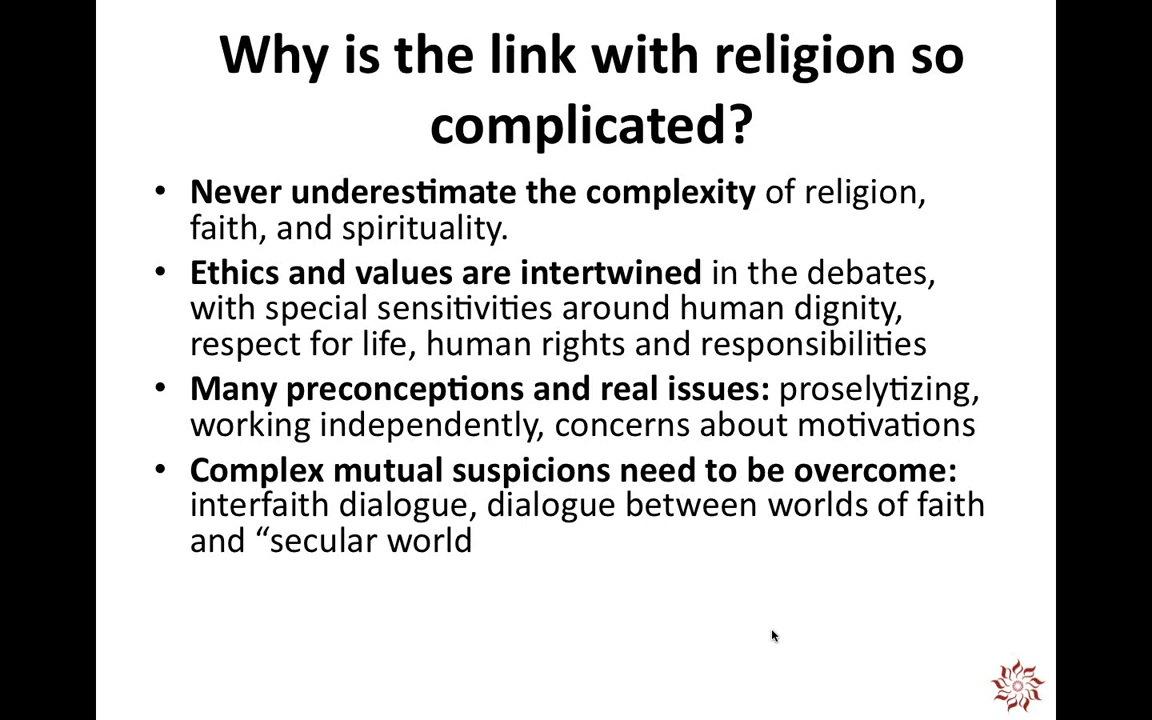 Why is the link with religion so
complicated?
• Never underestimate the complexity of religion,
faith, and spirituality.
• Ethics and values are intertwined in the debates,
with special sensitivities around human dignity,
respect for life, human rights and responsibilities
• Many preconceptions and real issues: proselytizing,
working independently, concerns about motivations
• Complex mutual suspicions need to be overcome:
interfaith dialogue, dialogue between worlds of faith
and “secular world